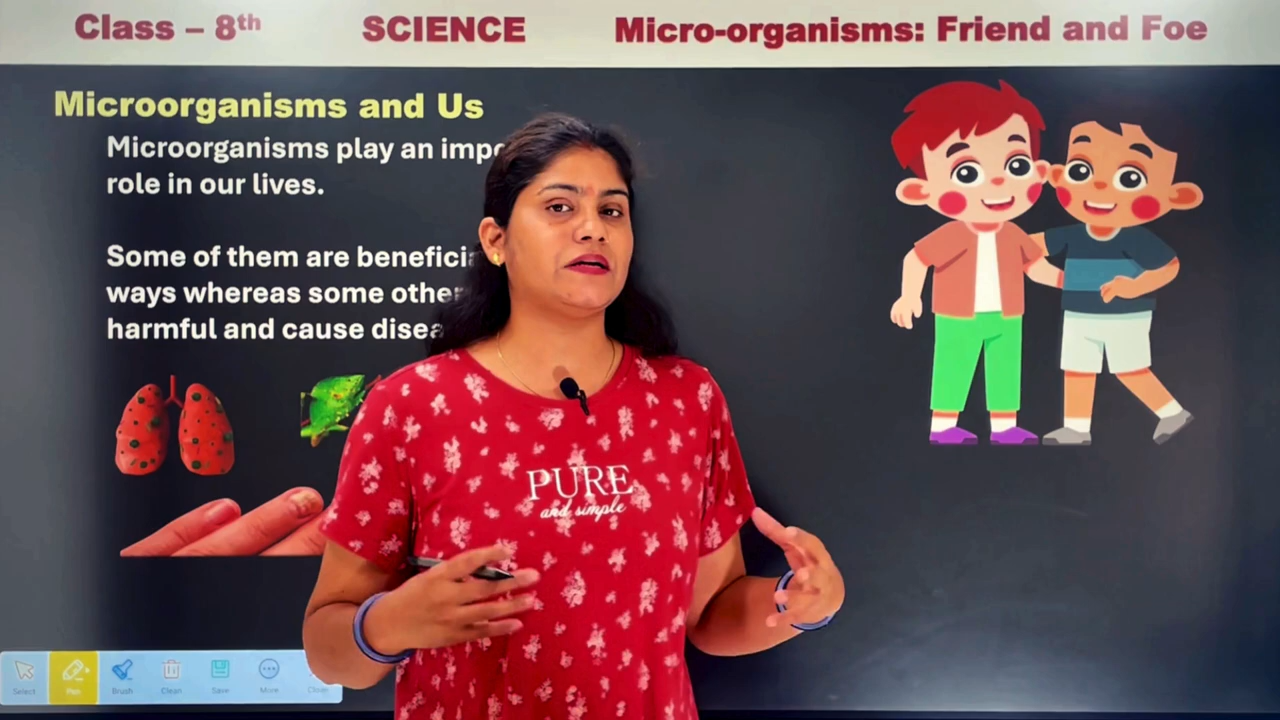 Class – 8th SCIENCE Micro-organisms: Friend and Foe
Microorganisms and Us
Microorganisms play an
role in our lives.
Some of them are
ways whereas some
harmful and cause
PURE
and simple
Select Pen Brush Clean Save More